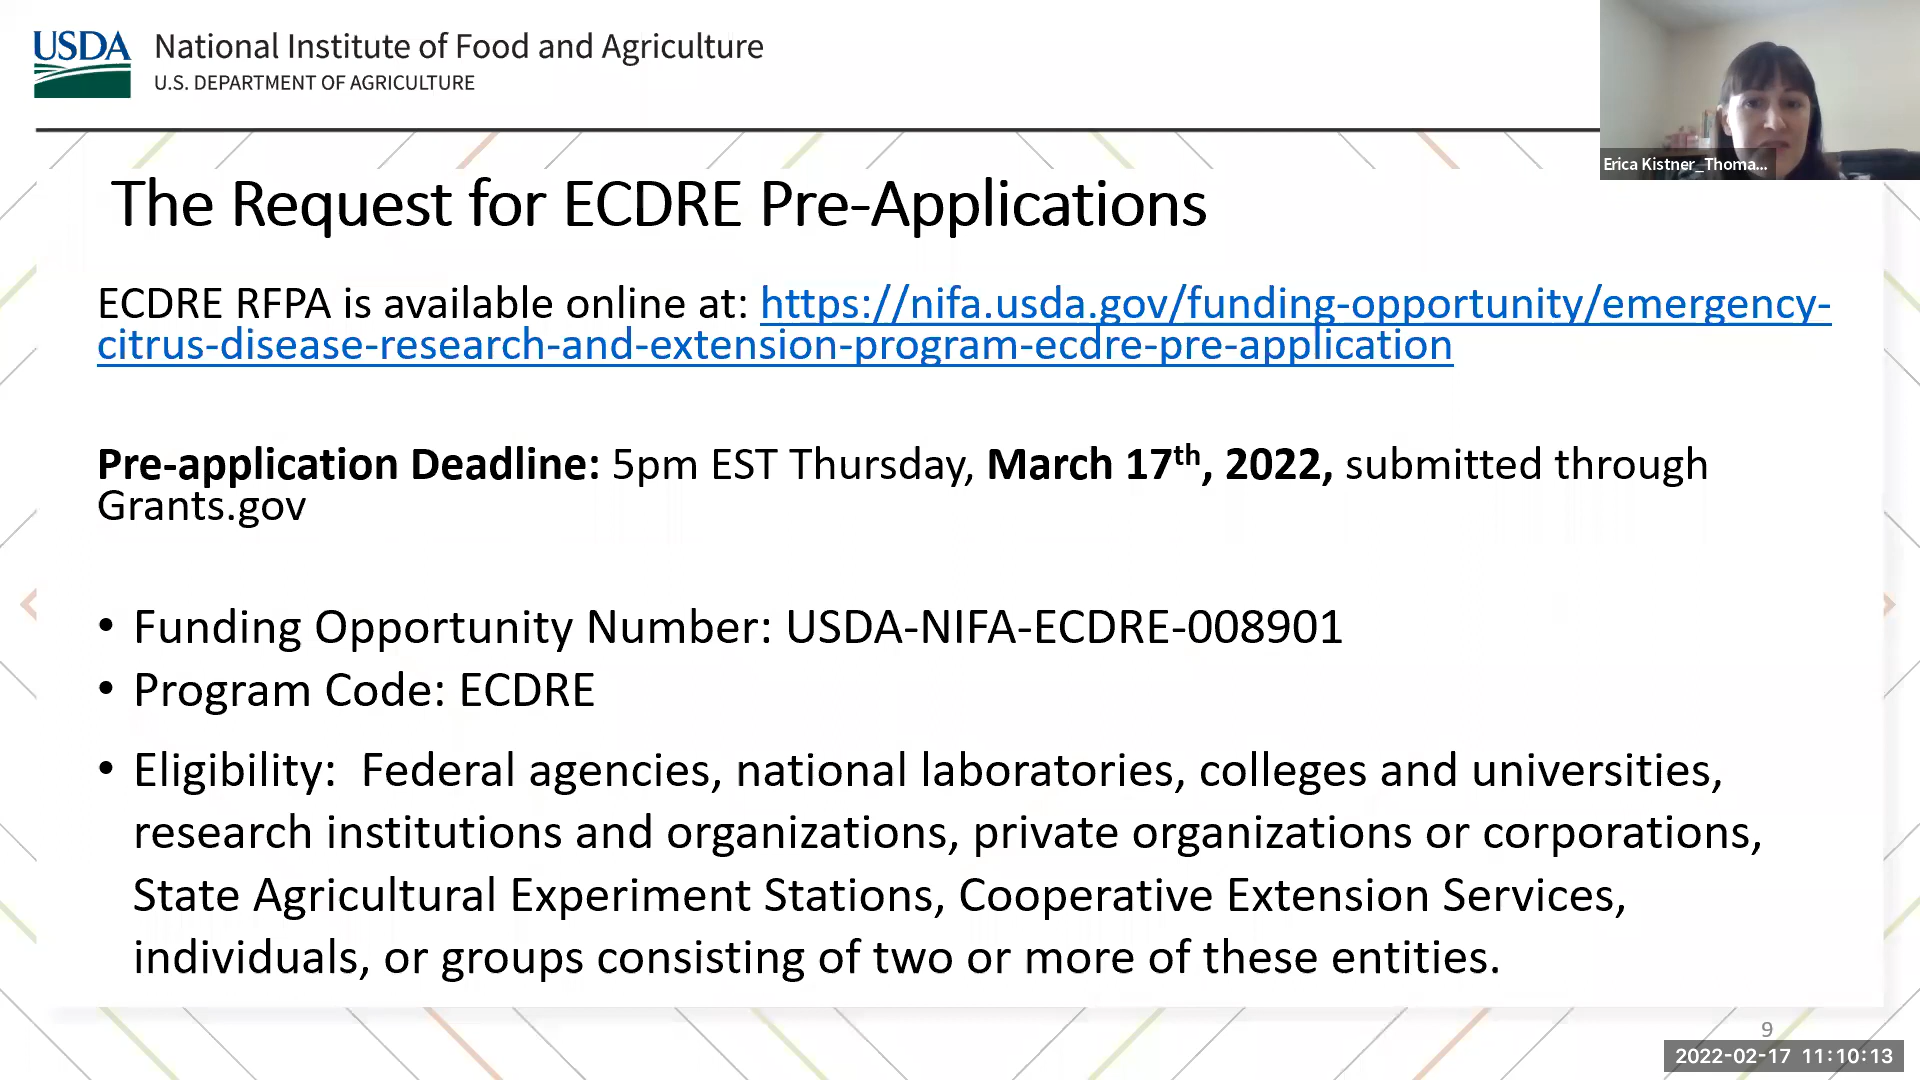 USDA
National Institute of Food and Agriculture
U.S. DEPARTMENT OF AGRICULTURE
Erica Kistner_Thoma...
The Request for ECDRE Pre-Applications
ECDRE RFPA is available online at: https://nifa.usda.gov/funding-opportunity/emergency-
citrus-disease-research-and-extension-program-ecdre-pre-application
Pre-application Deadline: 5pm EST Thursday, March 17th, 2022, submitted through
Grants.gov
• Funding Opportunity Number: USDA-NIFA-ECDRE-008901
• Program Code: ECDRE
• Eligibility: Federal agencies, national laboratories, colleges and universities,
research institutions and organizations, private organizations or corporations,
State Agricultural Experiment Stations, Cooperative Extension Services,
individuals, or groups consisting of two or more of these entities.
9
2022-02-17 11:10:13